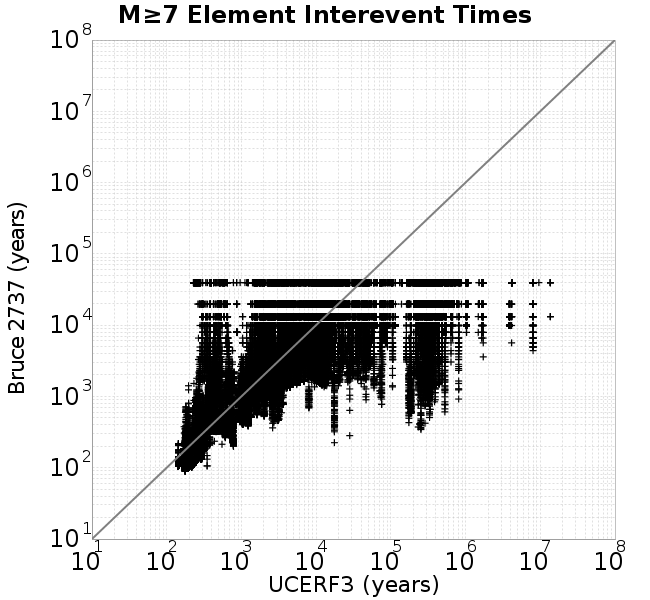 M≥7 Element Interevent Times
10^8
10^7
10^6
10^5
10^4
10^3
10^2
10^1
Bruce 2737 (years)
10^1 10^2 10^3 10^4 10^5 10^6 10^7 10^8
UCERF3 (years)